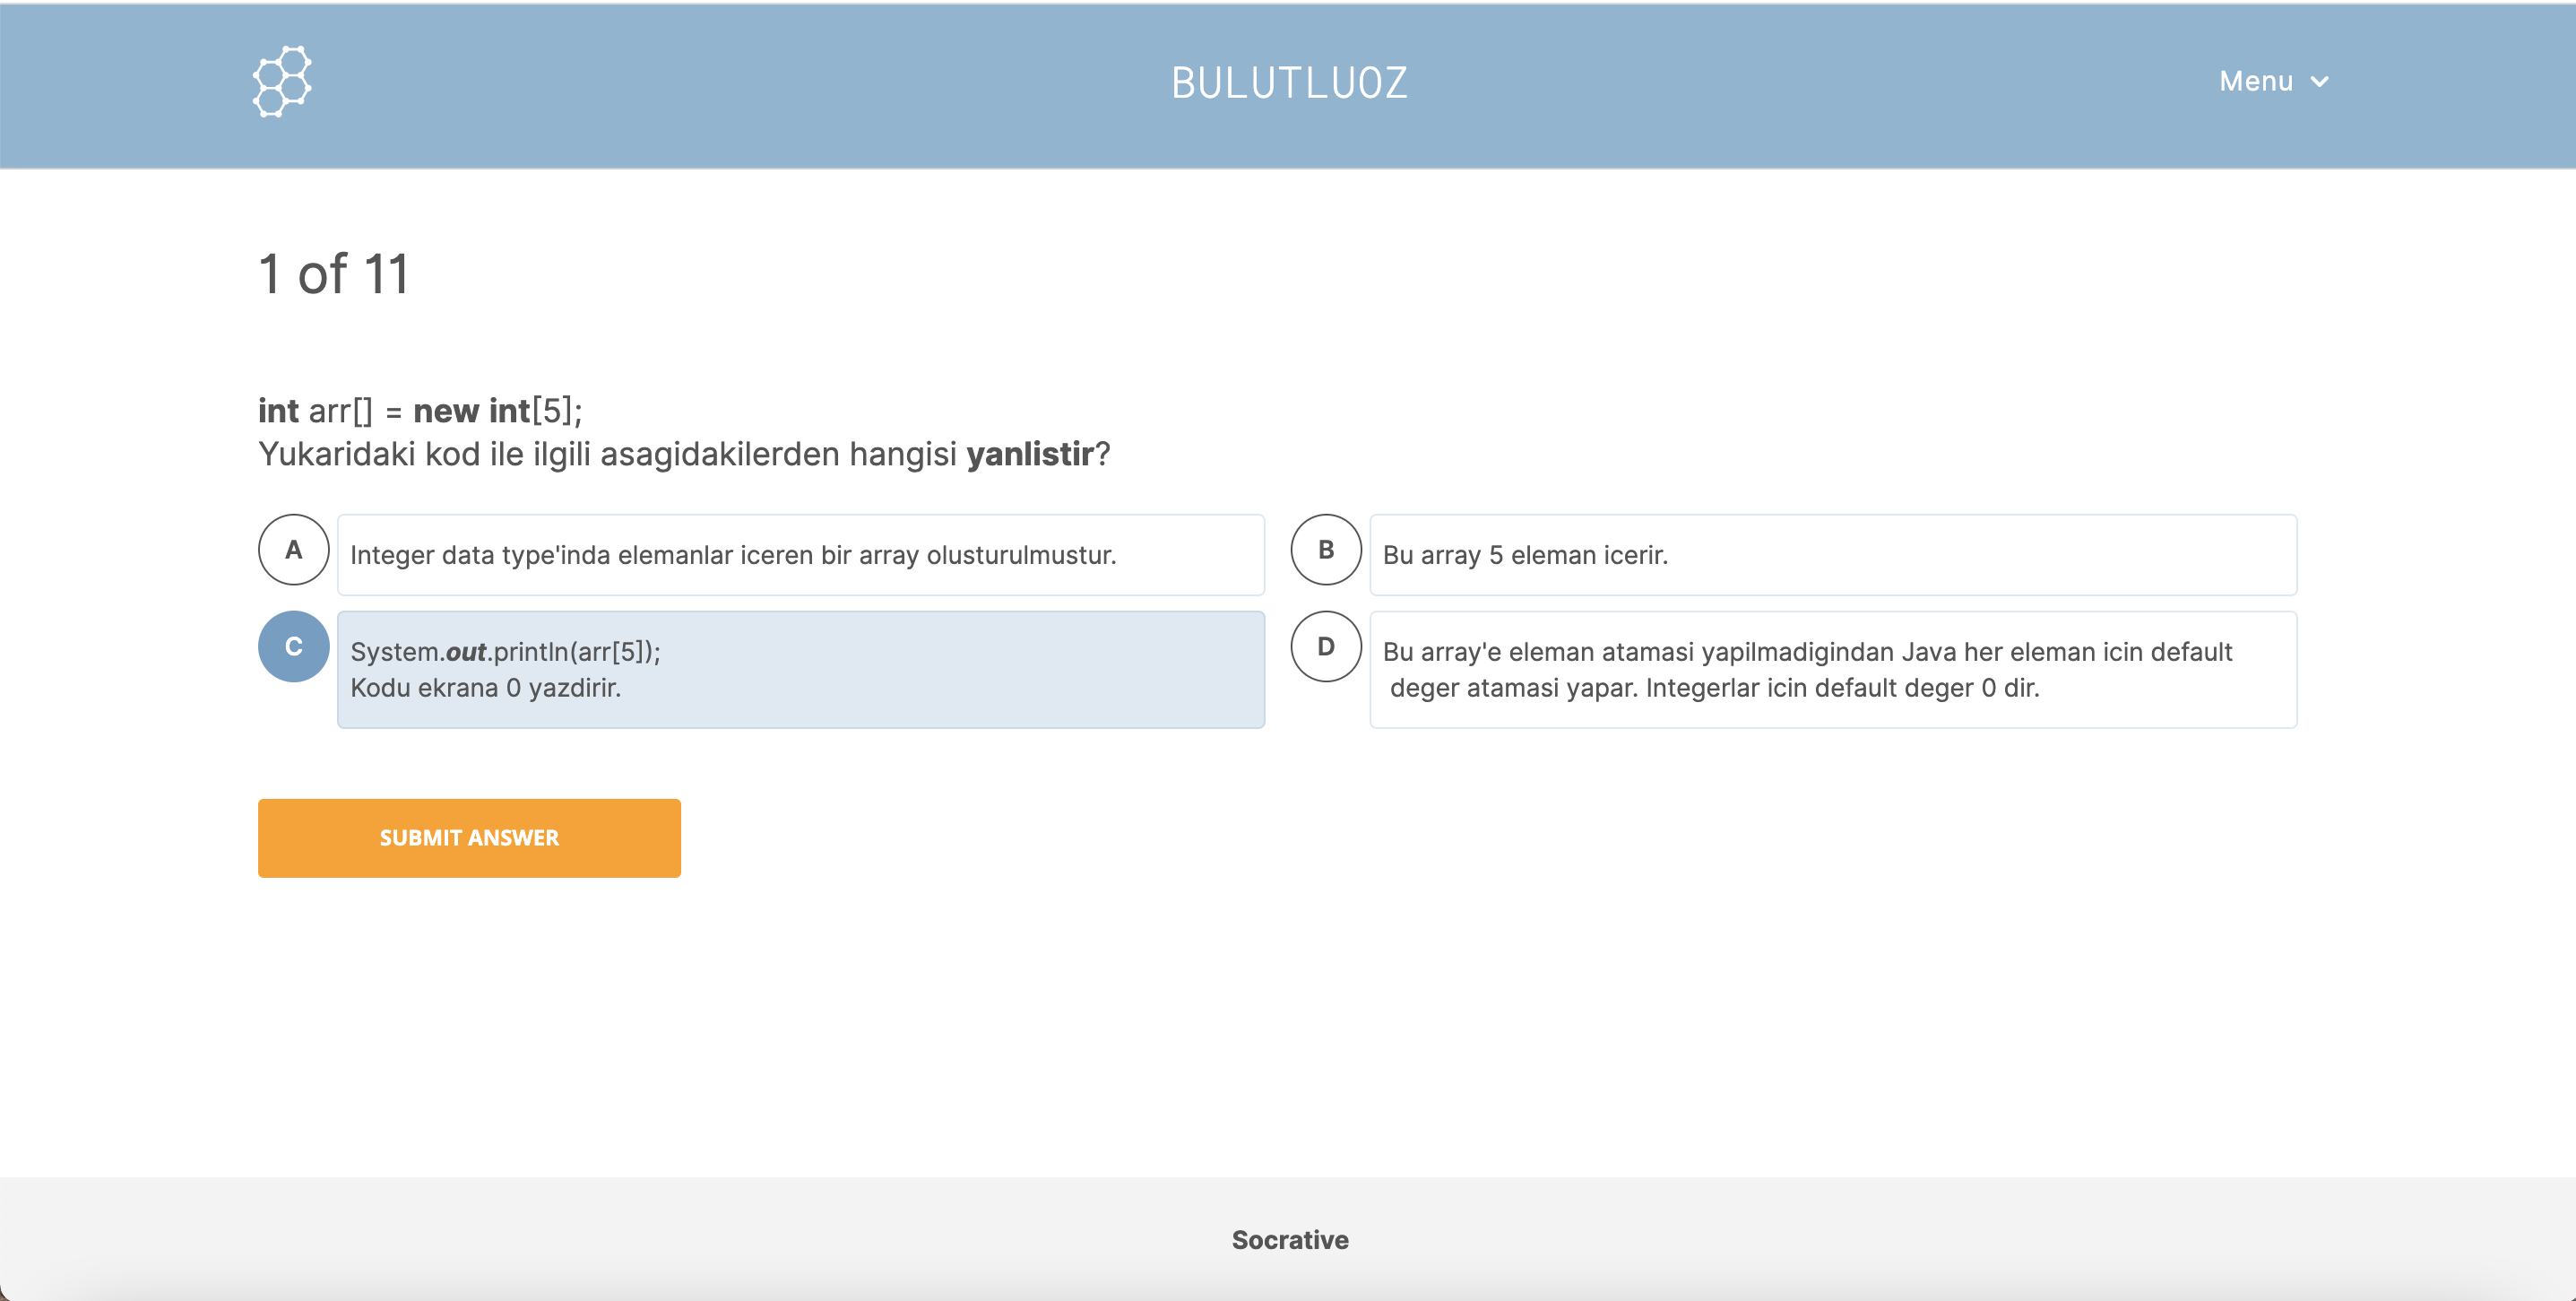 BULUTLUOZ
Menu
1 of 11
int arr[] = new int[5];
Yukaridaki kod ile ilgili asagidakilerden hangisi yanlistir?
A
Integer data type'inda elemanlar iceren bir array olusturulmustur.
B
Bu array 5 eleman icerir.
C
System.out.println(arr[5]);
Kodu ekrana 0 yazdirir.
D
Bu array'e eleman atamasi yapilmadigindan Java her eleman icin default
deger atamasi yapar. Integerlar icin default deger 0 dir.
SUBMIT ANSWER
Socrative